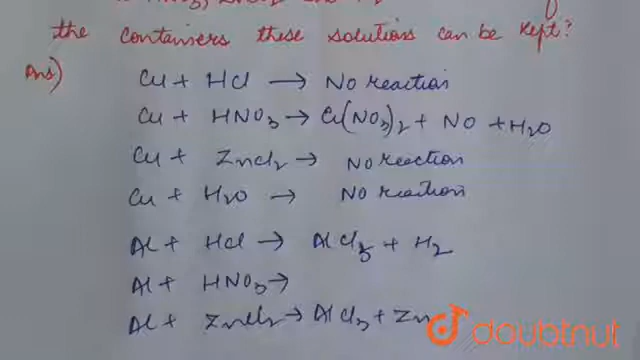 the containers these solutions can be kept?
Ans)
Cu + HCl → No reaction
Cu + HNO3 → Cu(NO3)2 + NO + H2O
Cu + ZnCl2 → No reaction
Cu + H2O → No reaction
Al + HCl → AlCl3 + H2
Al + HNO3 →
Al + ZnCl2 → AlCl3 + Zn
doubtnut